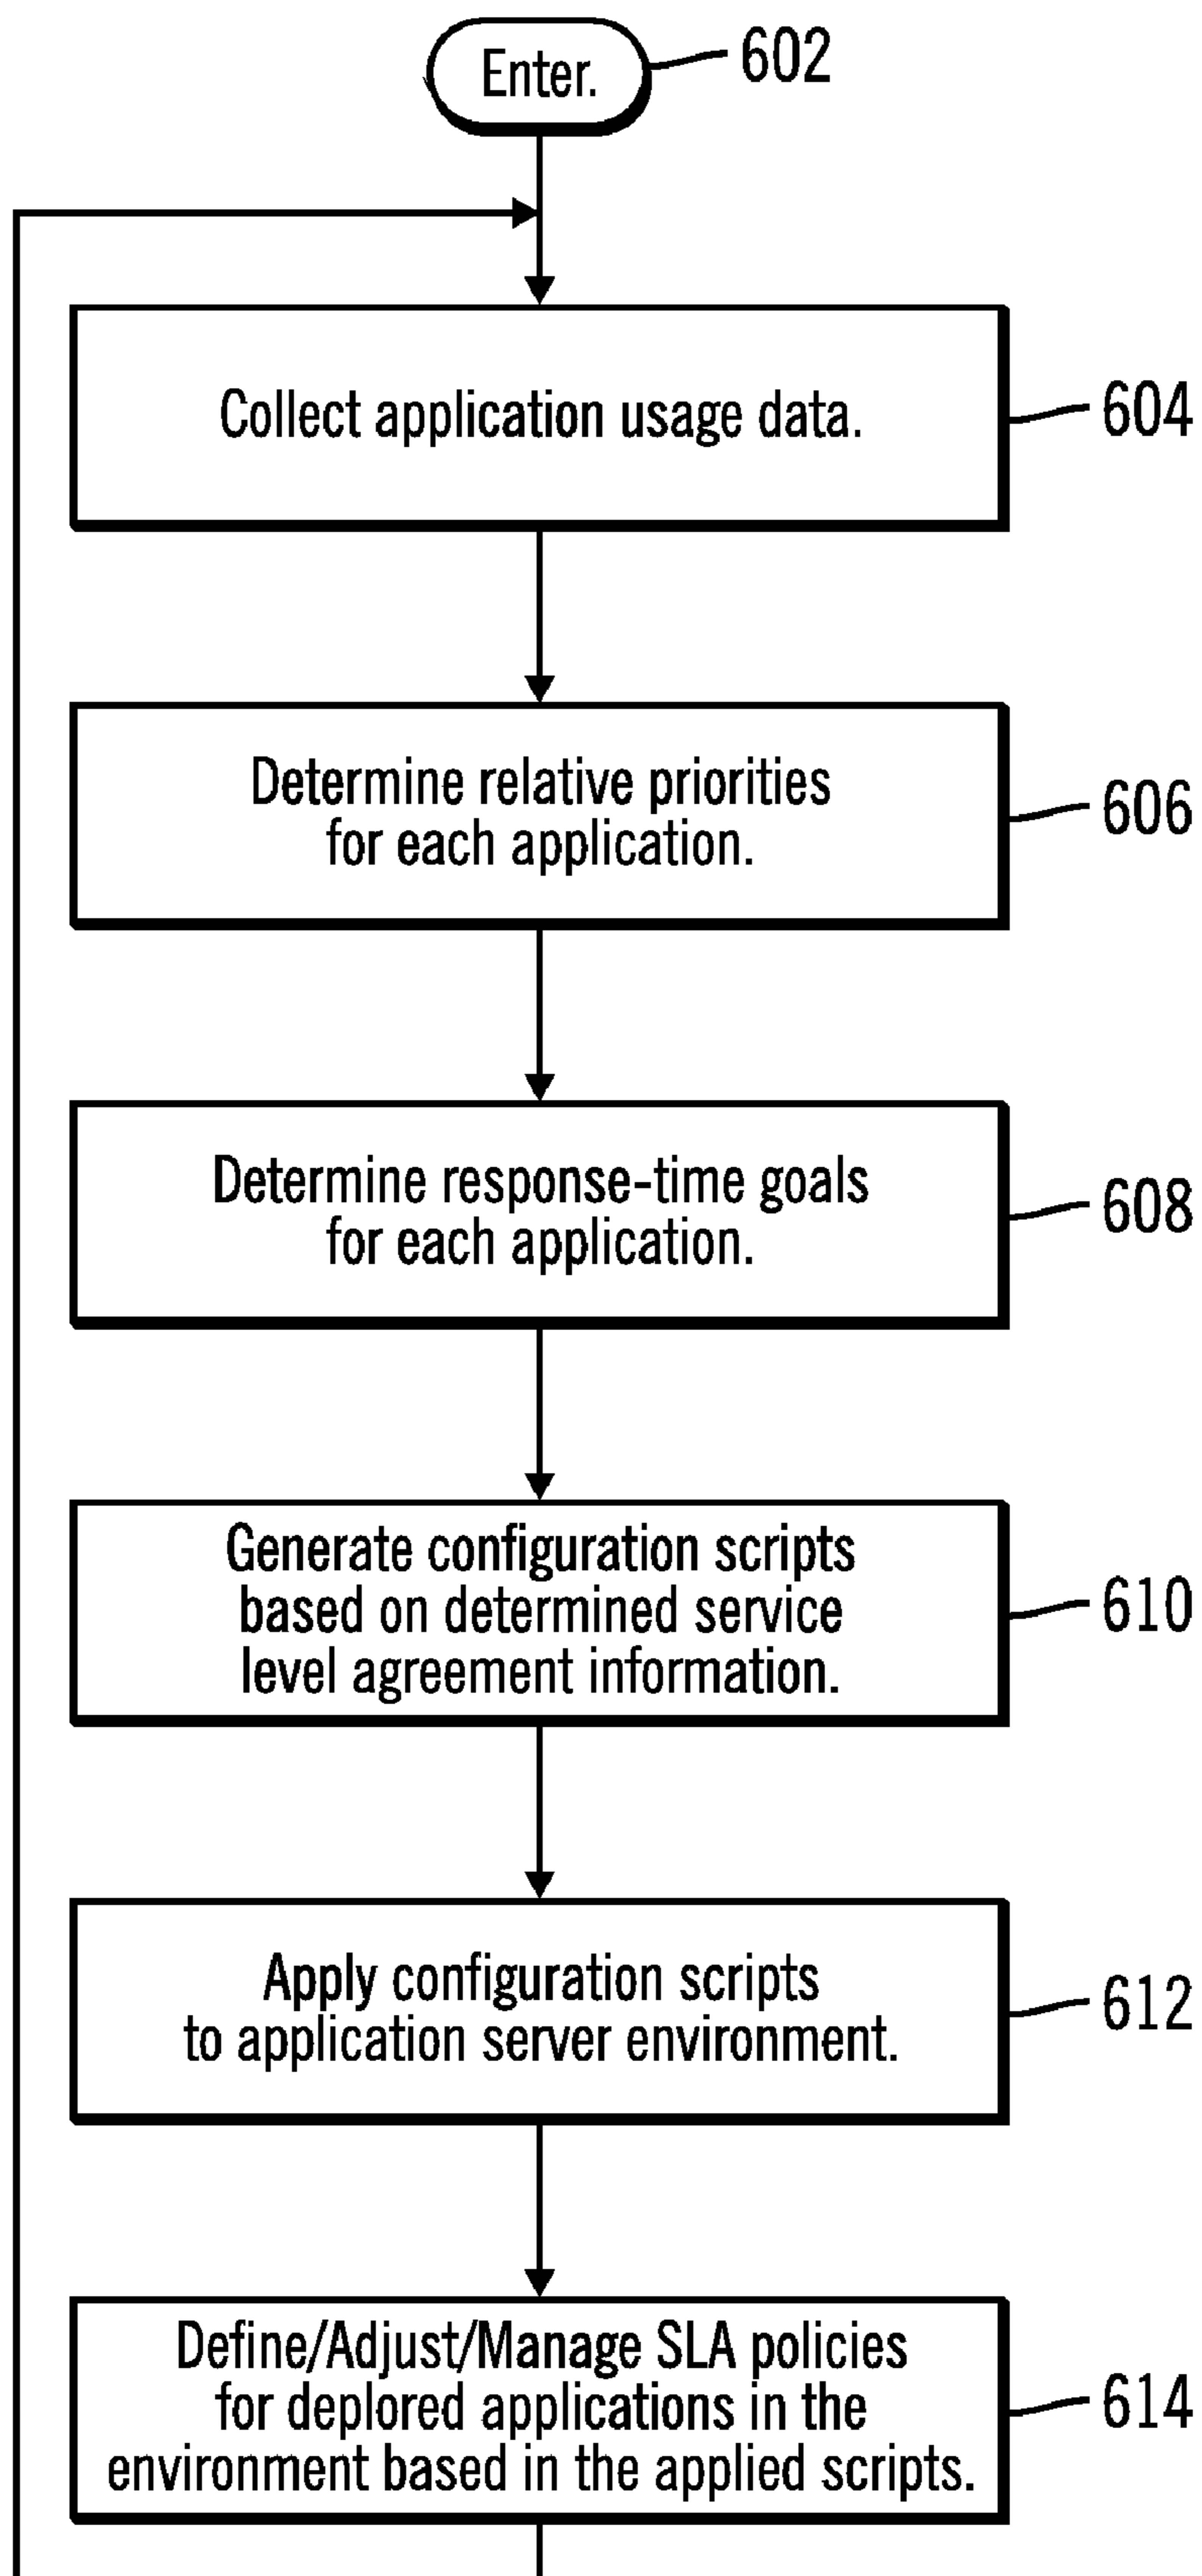 Enter.
602
Collect application usage data.
604
Determine relative priorities
for each application.
606
Determine response-time goals
for each application.
608
Generate configuration scripts
based on determined service
level agreement information.
610
Apply configuration scripts
to application server environment.
612
Define/Adjust/Manage SLA policies
for deplored applications in the
environment based in the applied scripts.
614